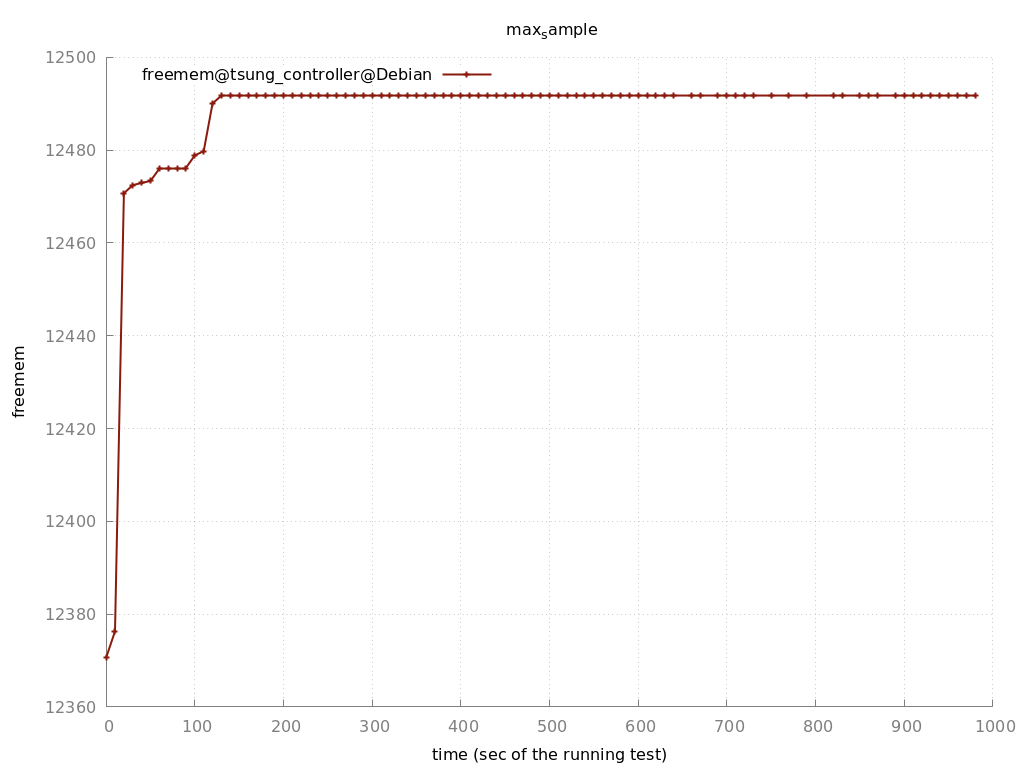 maxsample
12500
freemem@tsung_controller@Debian
12480
12460
12440
12420
12400
12380
12360
freemem
0 100 200 300 400 500 600 700 800 900 1000
time (sec of the running test)